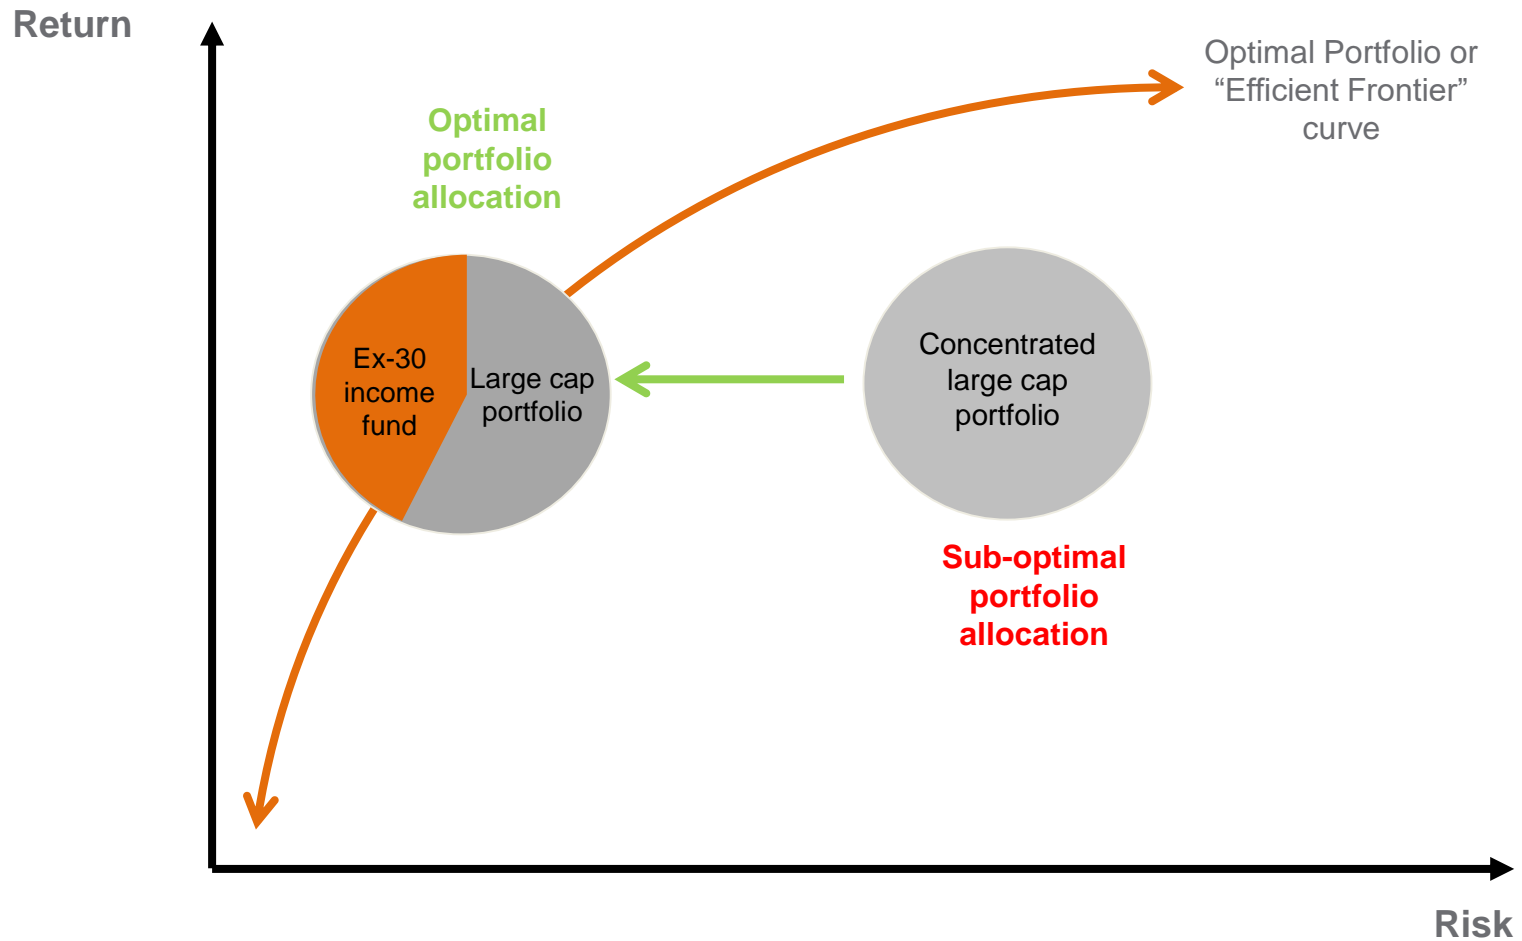 Return
Optimal Portfolio or
“Efficient Frontier”
curve
Optimal
portfolio
allocation
Ex-30
income
fund
Large cap
portfolio
Concentrated
large cap
portfolio
Sub-optimal
portfolio
allocation
Risk